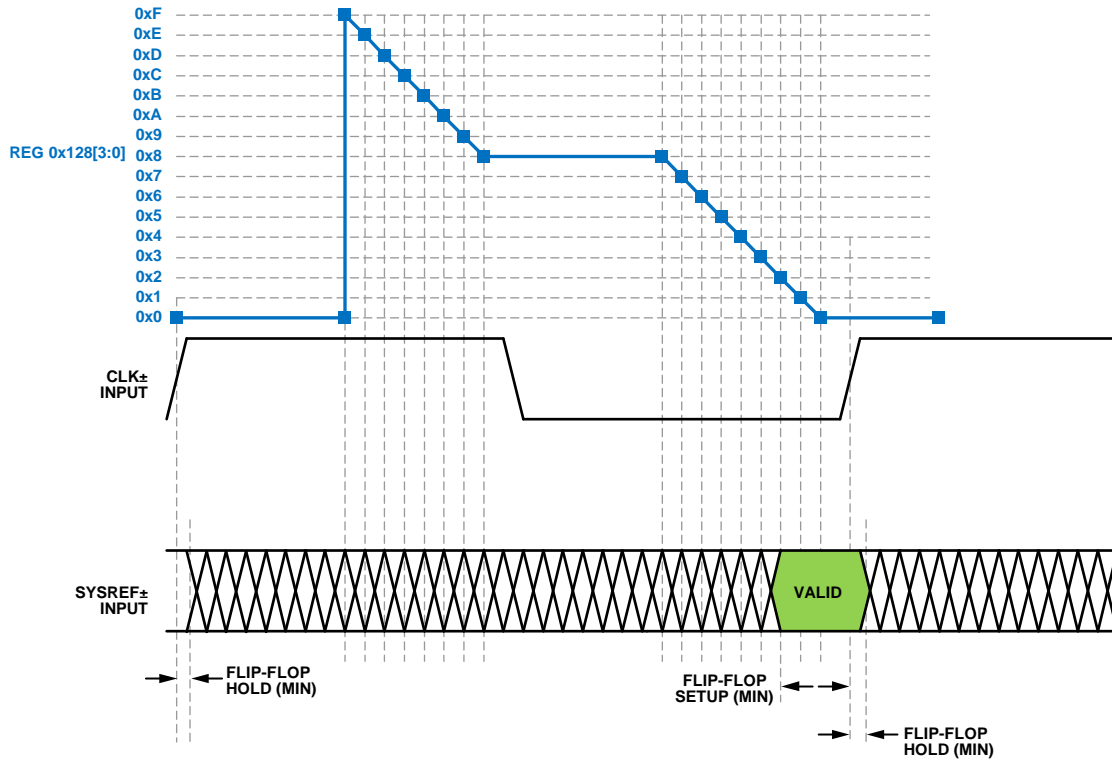 0xF
0xE
0xD
0xC
0xB
0xA
0x9
REG 0x128[3:0]
0x8
0x7
0x6
0x5
0x4
0x3
0x2
0x1
0x0
CLK±
INPUT
SYSREF±
INPUT
VALID
FLIP-FLOP
HOLD (MIN)
FLIP-FLOP
SETUP (MIN)
FLIP-FLOP
HOLD (MIN)